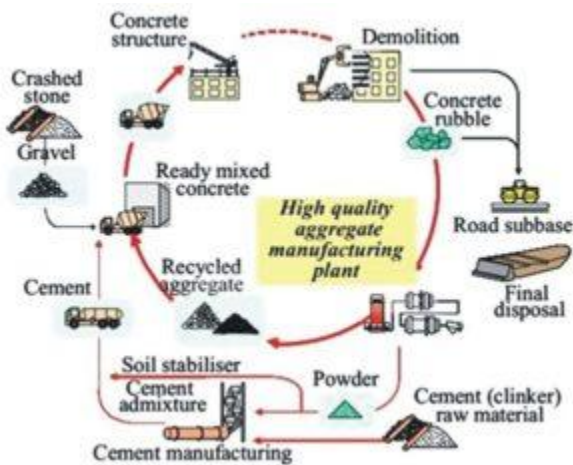 Concrete
structure
Demolition
Crashed
stone
Concrete
rubble
Gravel
Ready mixed
concrete
High quality
aggregate
manufacturing
plant
Road subbase
Recycled
aggregate
Cement
Final
disposal
Soil stabiliser
Cement
admixture
Powder
Cement (clinker)
raw material
Cement manufacturing